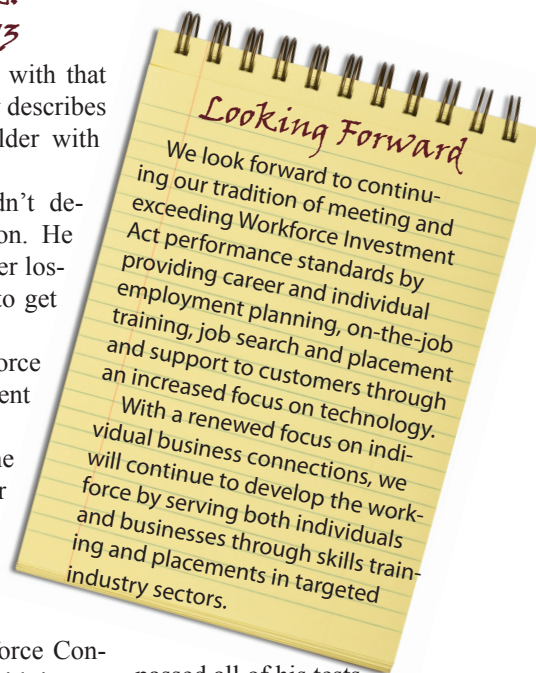 with that
describes
lder with
dn't de-
on. He
er los-
to get
orce
ent
ne
r
orce Con-
passed all of his tests
Looking Forward
We look forward to continu-
ing our tradition of meeting and
exceeding Workforce Investment
Act performance standards by
providing career and individual
employment planning, on-the-job
training, job search and placement
and support to customers through
an increased focus on technology.
With a renewed focus on indi-
vidual business connections, we
will continue to develop the work-
force by serving both individuals
and businesses through skills train-
ing and placements in targeted
industry sectors.